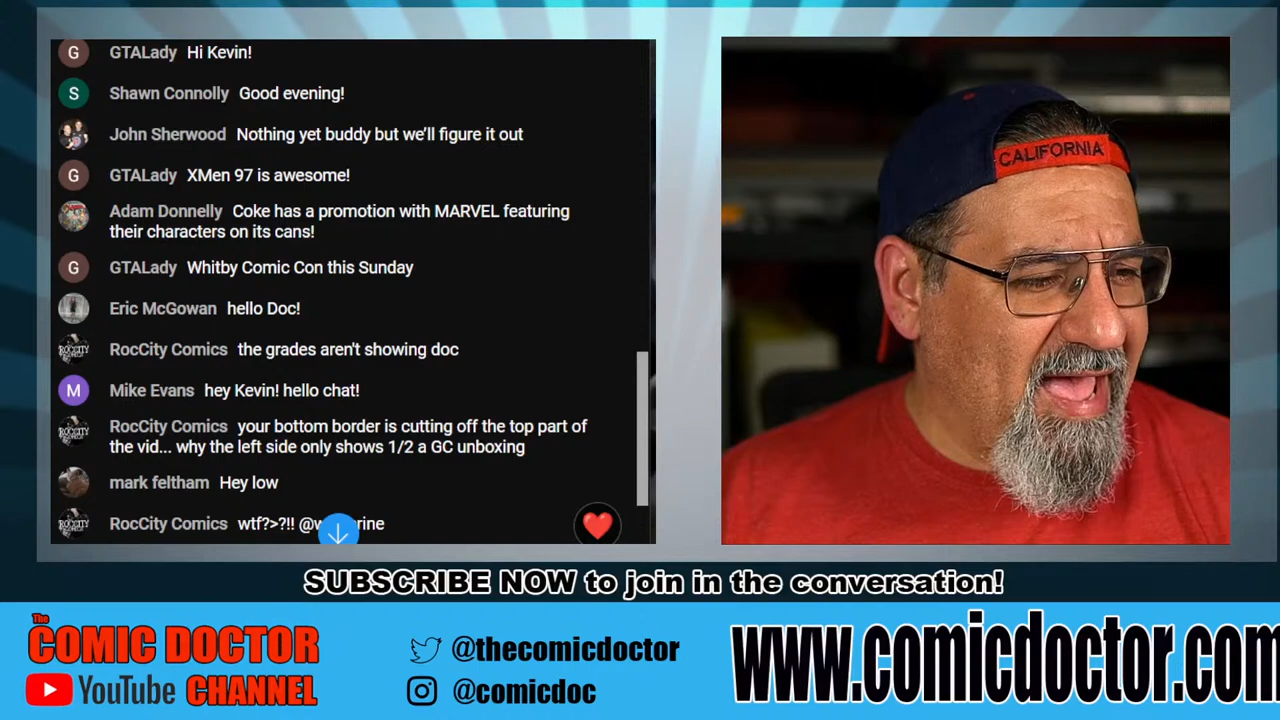 G GTALady Hi Kevin!
S Shawn Connolly Good evening!
John Sherwood Nothing yet buddy but we'll figure it out
G GTALady XMen 97 is awesome!
Adam Donnelly Coke has a promotion with MARVEL featuring
their characters on its cans!
G GTALady Whitby Comic Con this Sunday
Eric McGowan hello Doc!
RocCity Comics the grades aren't showing doc
M Mike Evans hey Kevin! hello chat!
RocCity Comics your bottom border is cutting off the top part of
the vid... why the left side only shows 1/2 a GC unboxing
mark feltham Hey low
RocCity Comics wtf?>?!!
CALIFORNIA
SUBSCRIBE NOW to join in the conversation!
The
COMIC DOCTOR
YouTube CHANNEL
@thecomicdoctor
@comicdoc
www.comicdoctor.com